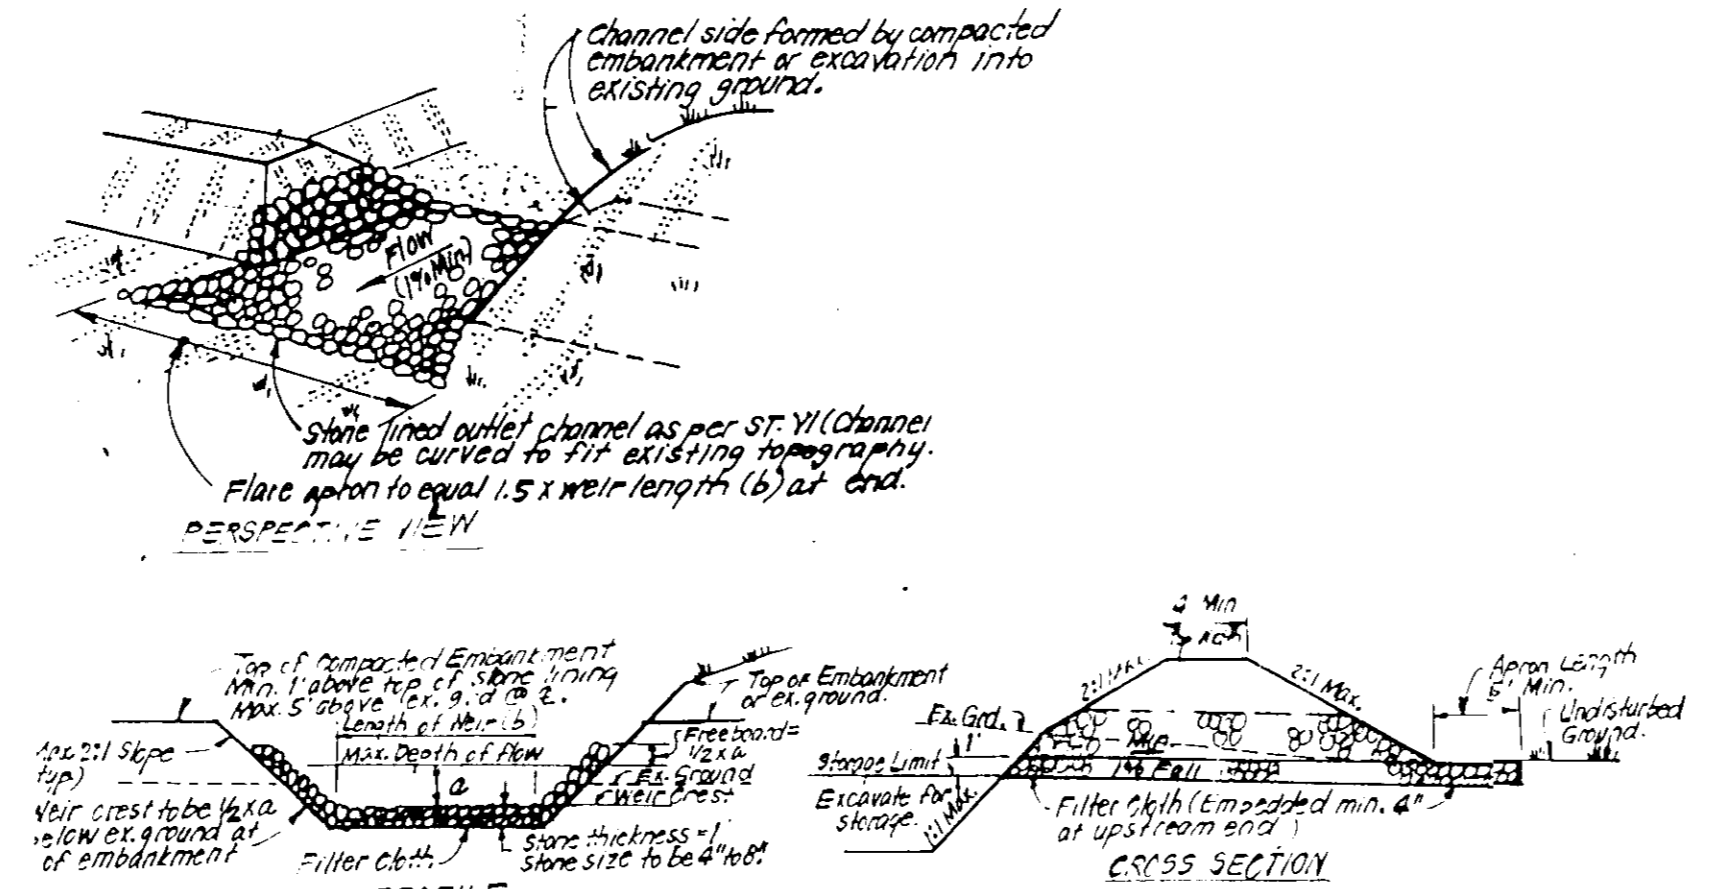 Channel side formed by compacted
embankment or excavation into
existing ground.
Flow
(1% Min)
Stone lined outlet channel as per ST. VI (Channel
may be curved to fit existing topography.
Flare apron to equal 1.5 x weir length (b) at end.
PERSPECTIVE VIEW
Top of Compacted Embankment
Min. 1' above top of stone lining
Max. 5' above ex.
Length of Weir (b)
Max. Depth of flow
Top of Embankment
or ex. ground.
Freeboard =
1/2 x a
Ex. Ground
Weir Crest
a
Max. 2:1 Slope
typ)
Weir crest to be 1/2 x a
below ex. ground at
of embankment
Filter cloth.
Stone thickness = 1'
Stone size to be 4" to 8"
Min
2:1 Max.
2:1 Max.
Apron Length
5' Min.
Undisturbed
Ground.
Ex. Grd.
1'
Storage Limit
1% Fall
Excavate for
storage.
1:1 Max.
Filter Cloth (Embedded min. 4"
at upstream end)
CROSS SECTION